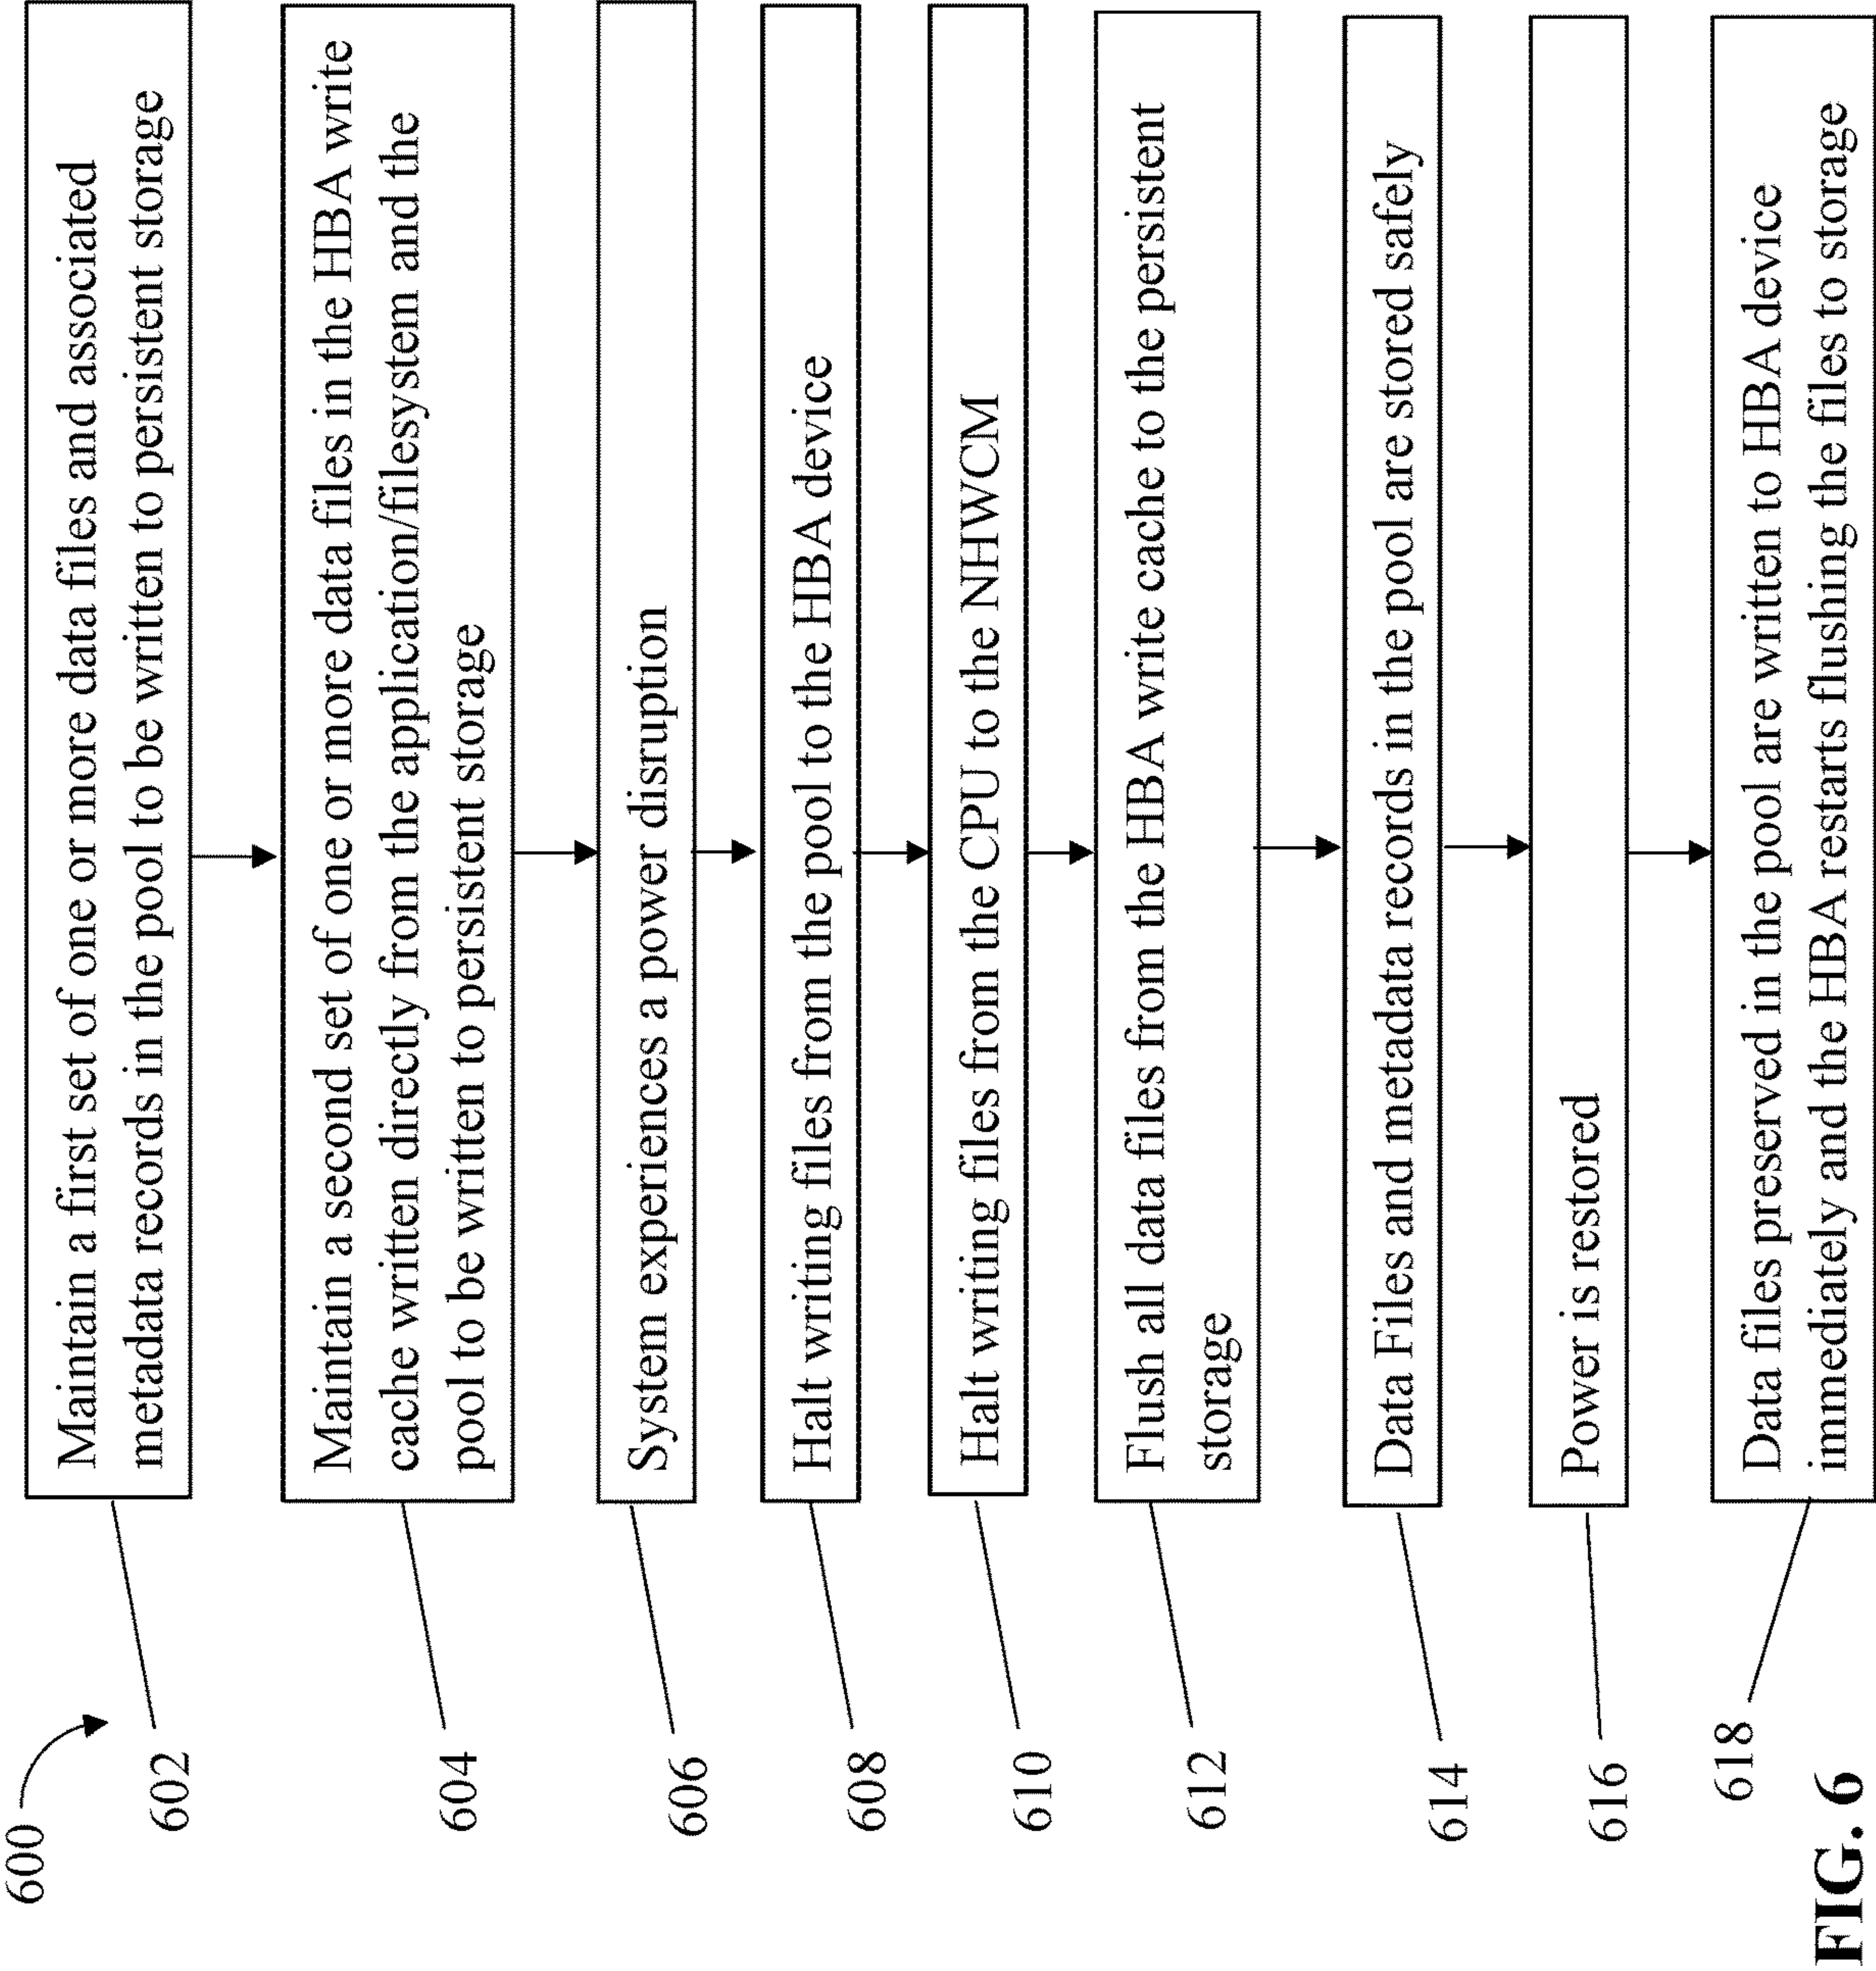 600
602
Maintain a first set of one or more data files and associated
metadata records in the pool to be written to persistent storage
604
Maintain a second set of one or more data files in the HBA write
cache written directly from the application/filesystem and the
pool to be written to persistent storage
606
System experiences a power disruption
608
Halt writing files from the pool to the HBA device
610
Halt writing files from the CPU to the NHWCM
612
Flush all data files from the HBA write cache to the persistent
storage
614
Data Files and metadata records in the pool are stored safely
616
Power is restored
618
Data files preserved in the pool are written to HBA device
immediately and the HBA restarts flushing the files to storage
FIG. 6